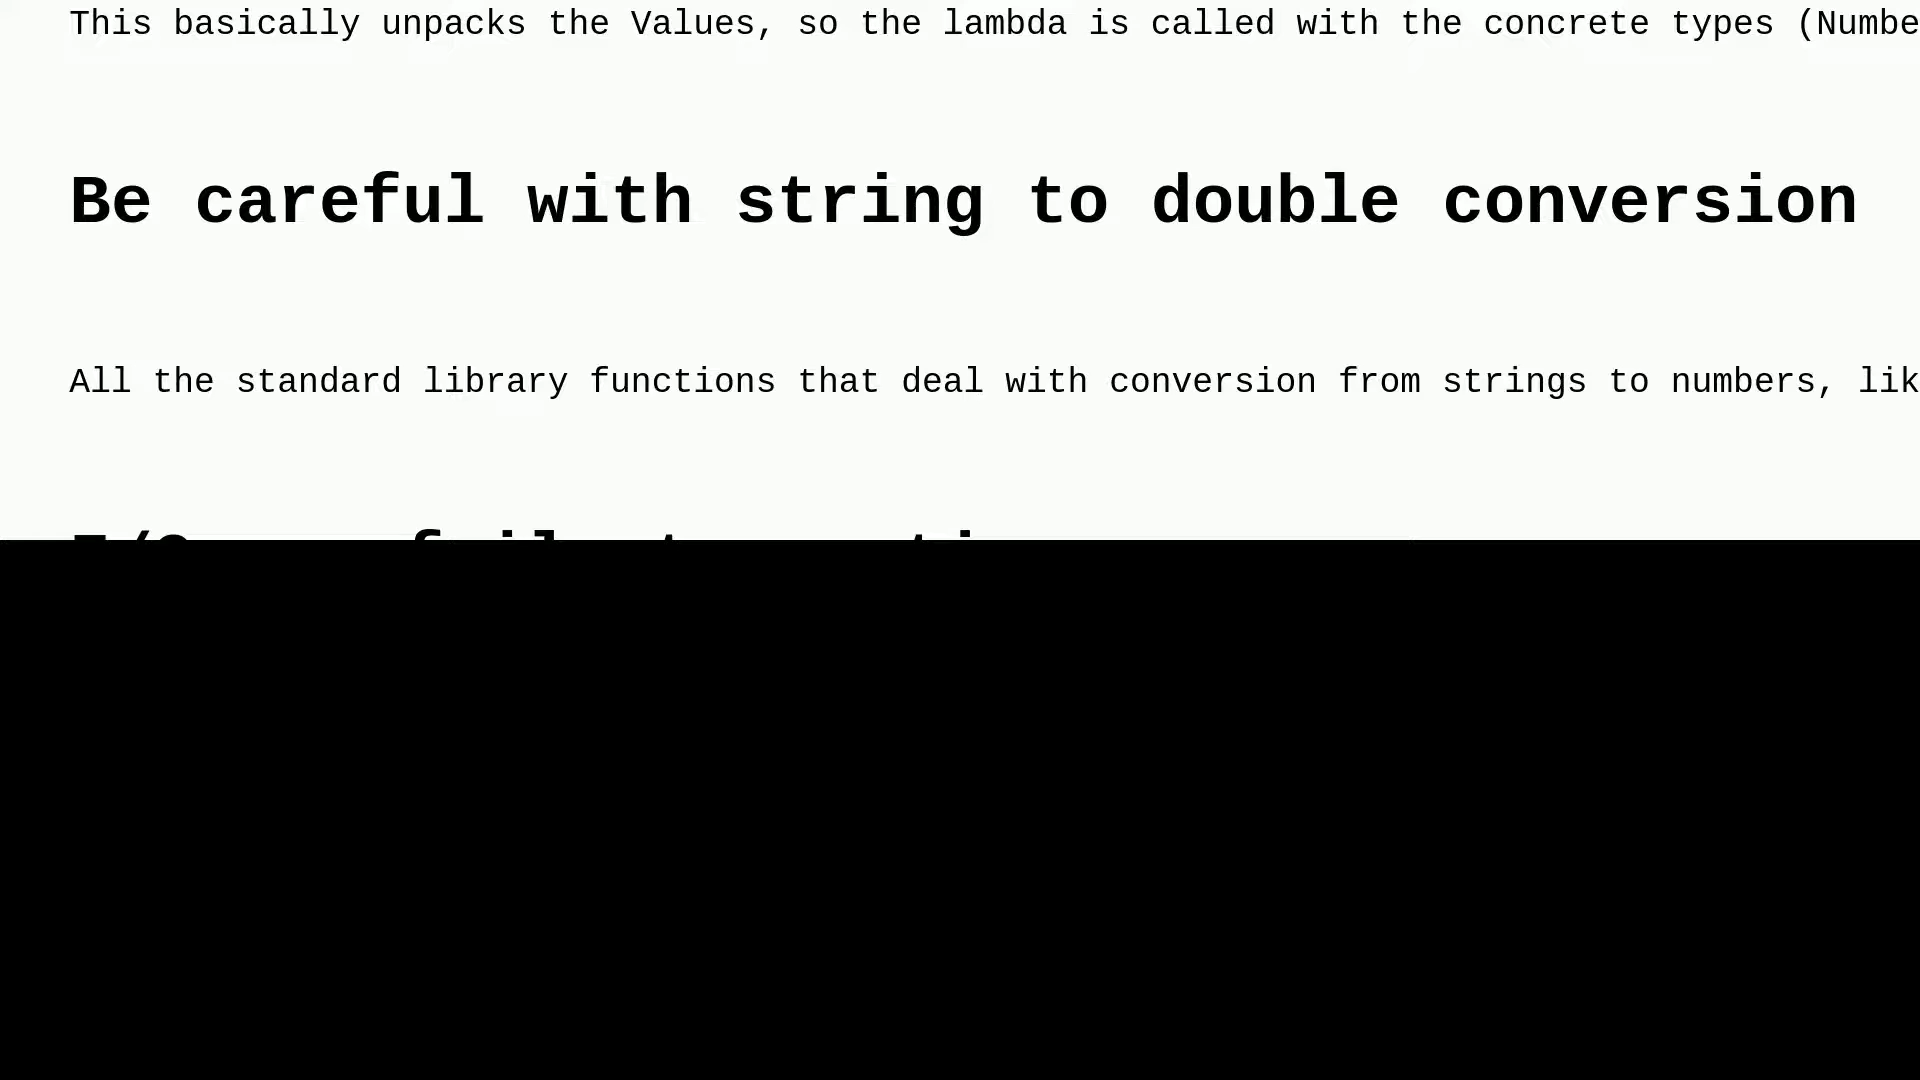 This basically unpacks the Values, so the lambda is called with the concrete types (Numbe
Be careful with string to double conversion
All the standard library functions that deal with conversion from strings to numbers, lik